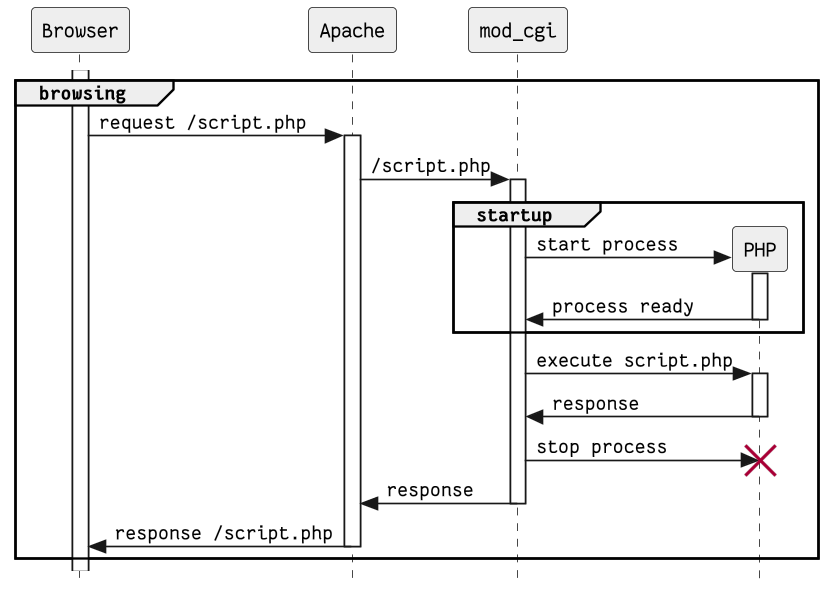 Browser
Apache
mod_cgi
browsing
request /script.php
/script.php
startup
start process
PHP
process ready
execute script.php
response
stop process
response
response /script.php